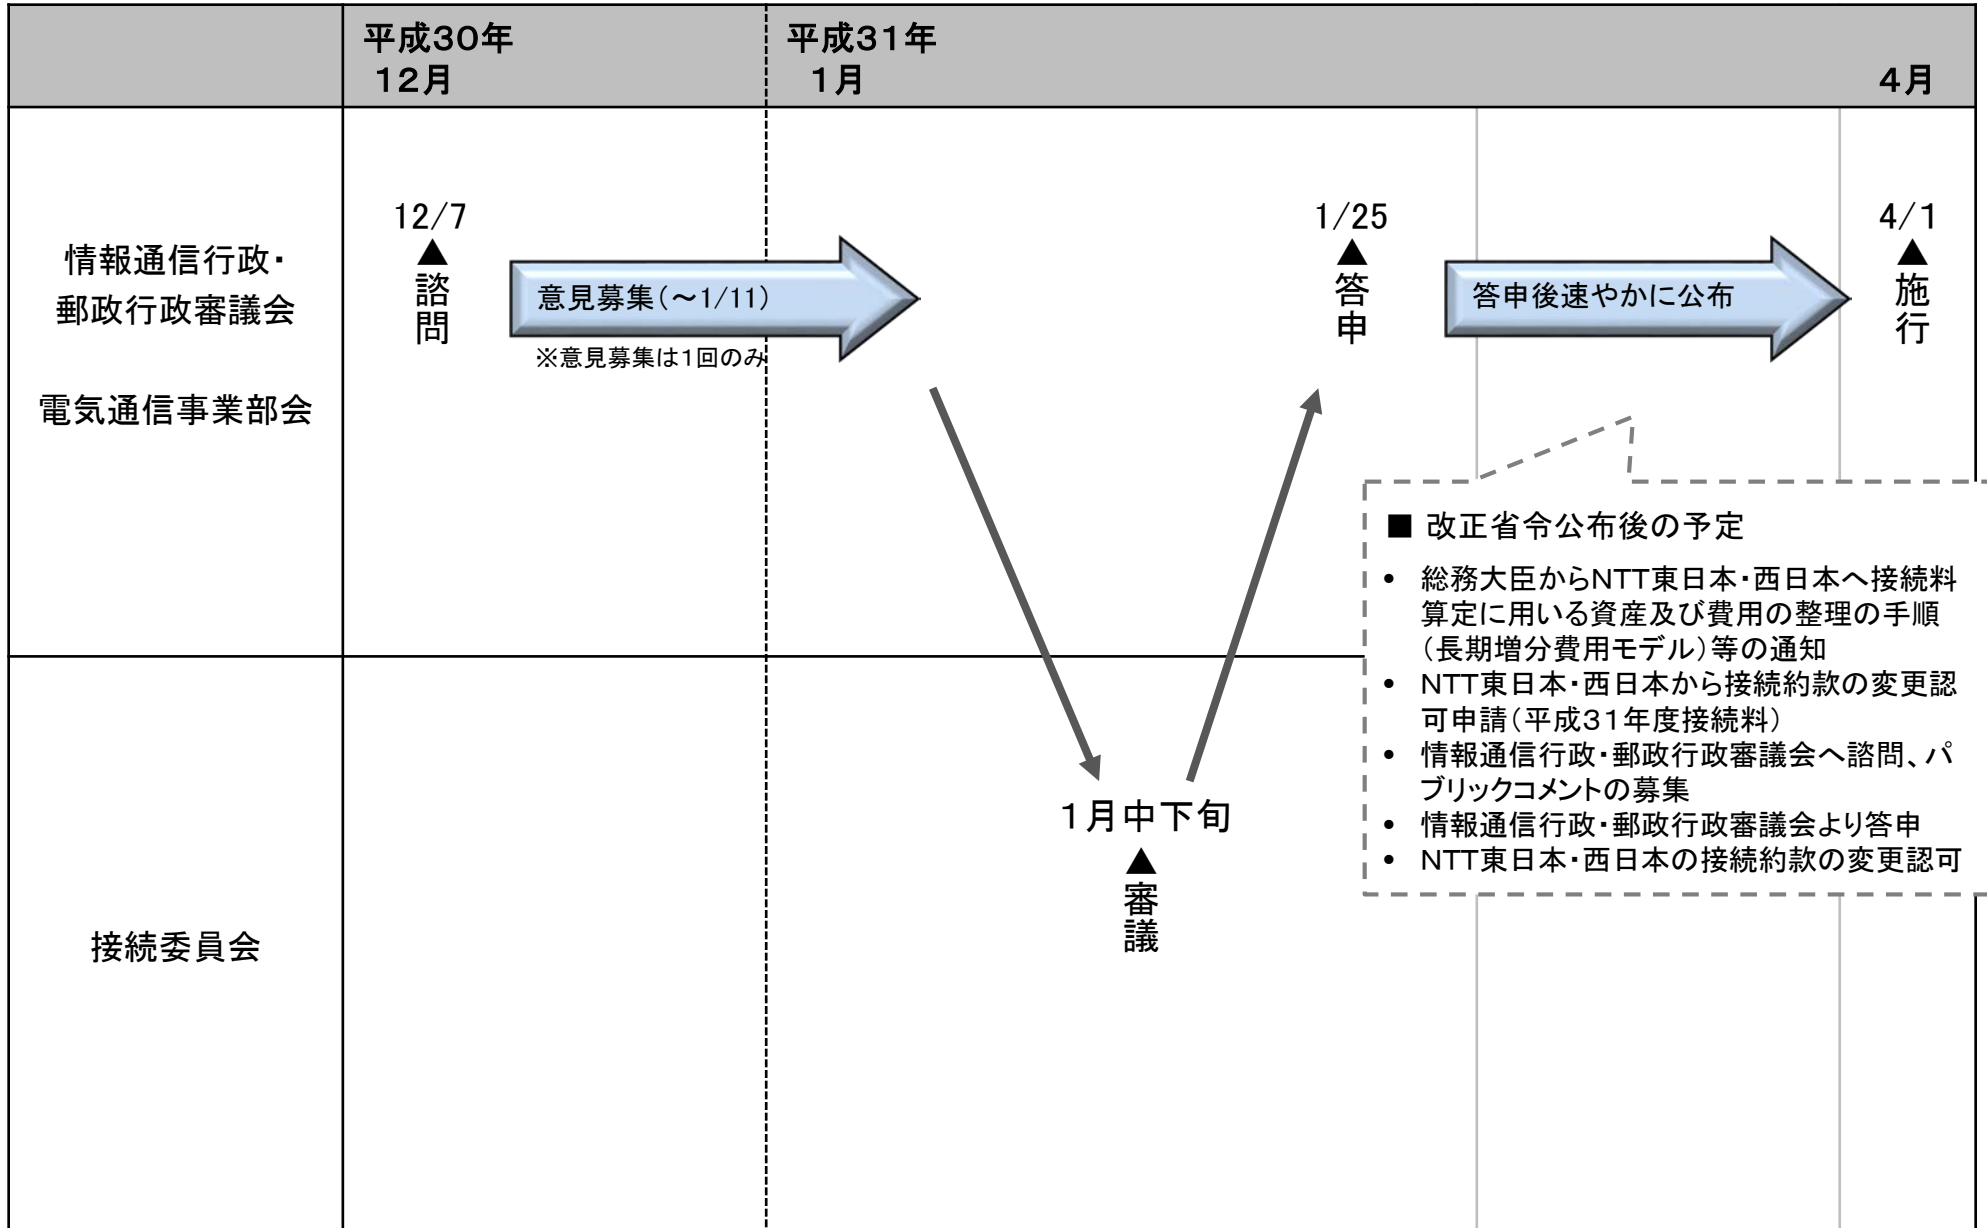 平成30年
12月
平成31年
1月
4月
情報通信行政・
郵政行政審議会
電気通信事業部会
12/7
▲
諮問
意見募集(～1/11)
※意見募集は1回のみ
1/25
▲
答申
答申後速やかに公布
4/1
▲
施行
■ 改正省令公布後の予定
• 総務大臣からNTT東日本・西日本へ接続料
算定に用いる資産及び費用の整理の手順
(長期増分費用モデル)等の通知
• NTT東日本・西日本から接続約款の変更認
可申請(平成31年度接続料)
• 情報通信行政・郵政行政審議会へ諮問、パ
ブリックコメントの募集
• 情報通信行政・郵政行政審議会より答申
• NTT東日本・西日本の接続約款の変更認可
接続委員会
1月中下旬
▲
審議